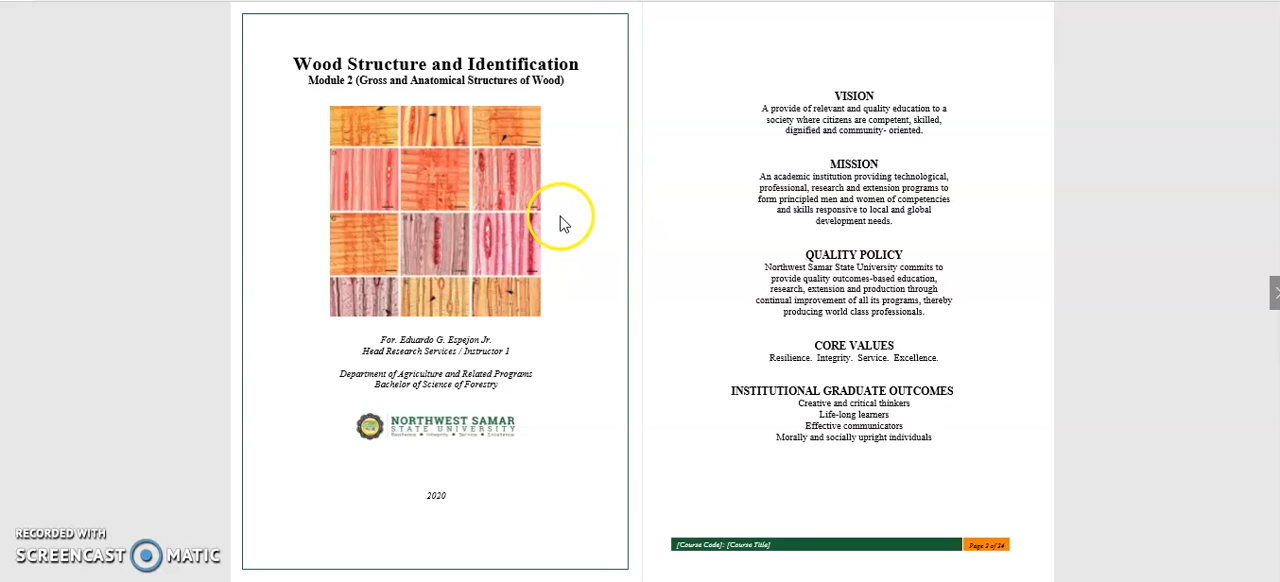 Wood Structure and Identification
Module 2 (Gross and Anatomical Structures of Wood)
For. Eduardo G. Espejon Jr.
Head Research Services / Instructor 1
Department of Agriculture and Related Programs
Bachelor of Science of Forestry
NORTHWEST SAMAR
STATE UNIVERSITY
Resilience • Integrity • Service • Excellence
2020
VISION
A provide of relevant and quality education to a
society where citizens are competent, skilled,
dignified and community- oriented.
MISSION
An academic institution providing technological,
professional, research and extension programs to
form principled men and women of competencies
and skills responsive to local and global
development needs.
QUALITY POLICY
Northwest Samar State University commits to
provide quality outcomes-based education,
research, extension and production through
continual improvement of all its programs, thereby
producing world class professionals.
CORE VALUES
Resilience. Integrity. Service. Excellence.
INSTITUTIONAL GRADUATE OUTCOMES
Creative and critical thinkers
Life-long learners
Effective communicators
Morally and socially upright individuals
[Course Code]: [Course Title]
RECORDED WITH
SCREENCAST MATIC